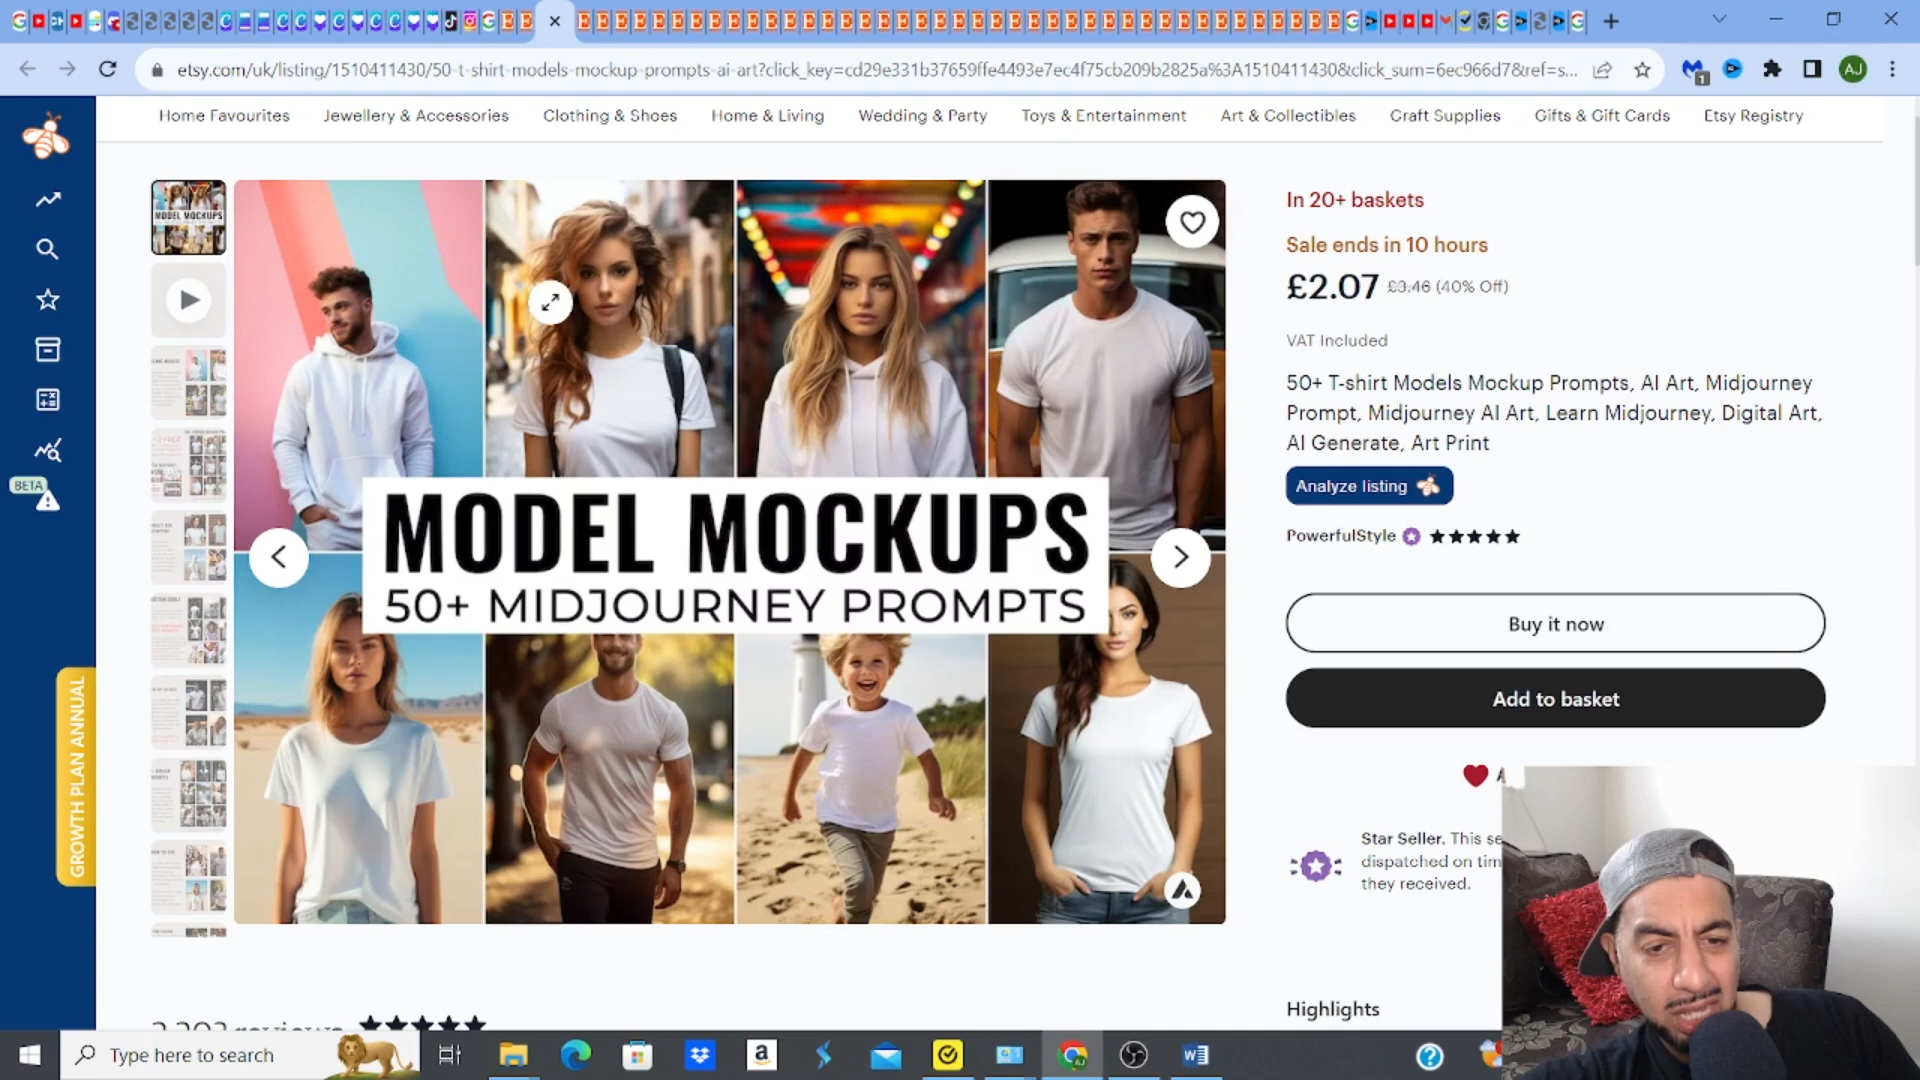 etsy.com/uk/listing/1510411430/50-t-shirt-models-mockup-prompts-ai-art?click_key=cd29e331b37659ffe4493e7ec4f75cb209b2825a%3A1510411430&click_sum=6ec966d7&ref=s...
1
AJ
Home Favourites Jewellery & Accessories Clothing & Shoes Home & Living Wedding & Party Toys & Entertainment Art & Collectibles Craft Supplies Gifts & Gift Cards Etsy Registry
BETA
GROWTH PLAN ANNUAL
MODEL MOCKUPS
MODEL MOCKUPS
50+ MIDJOURNEY PROMPTS
In 20+ baskets
Sale ends in 10 hours
£2.07 £3.46 (40% Off)
VAT Included
50+ T-shirt Models Mockup Prompts, AI Art, Midjourney
Prompt, Midjourney AI Art, Learn Midjourney, Digital Art,
AI Generate, Art Print
Analyze listing
PowerfulStyle
Buy it now
Add to basket
Star Seller. This se
dispatched on tim
they received.
Highlights
Type here to search